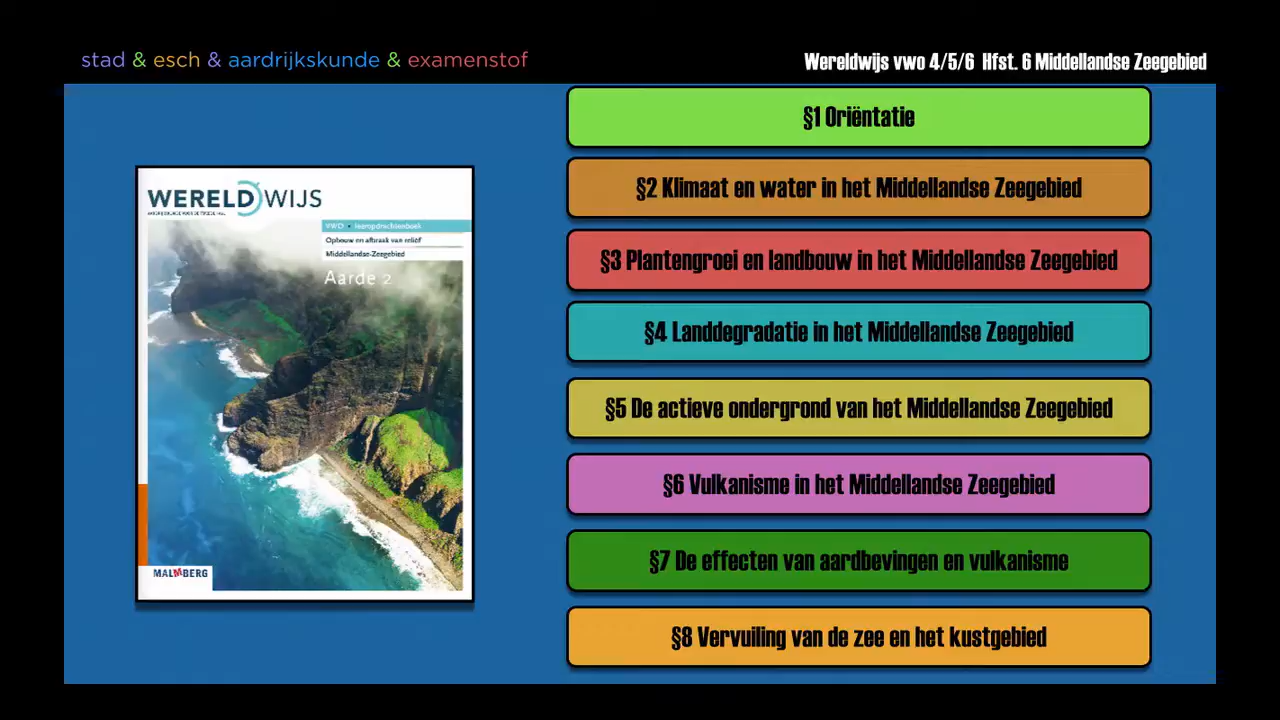 stad & esch & aardrijkskunde & examenstof
Wereldwijs vwo 4/5/6 Hfst. 6 Middellandse Zeegebied
§1 Oriëntatie
§2 Klimaat en water in het Middellandse Zeegebied
§3 Plantengroei en landbouw in het Middellandse Zeegebied
§4 Landdegradatie in het Middellandse Zeegebied
§5 De actieve ondergrond van het Middellandse Zeegebied
§6 Vulkanisme in het Middellandse Zeegebied
§7 De effecten van aardbevingen en vulkanisme
§8 Vervuiling van de zee en het kustgebied
WERELDWIJS
VWO • leeropdrachtenboek
Opbouw en afbraak van reliëf
Middellandse-Zeegebied
Aarde 2
MALMBERG